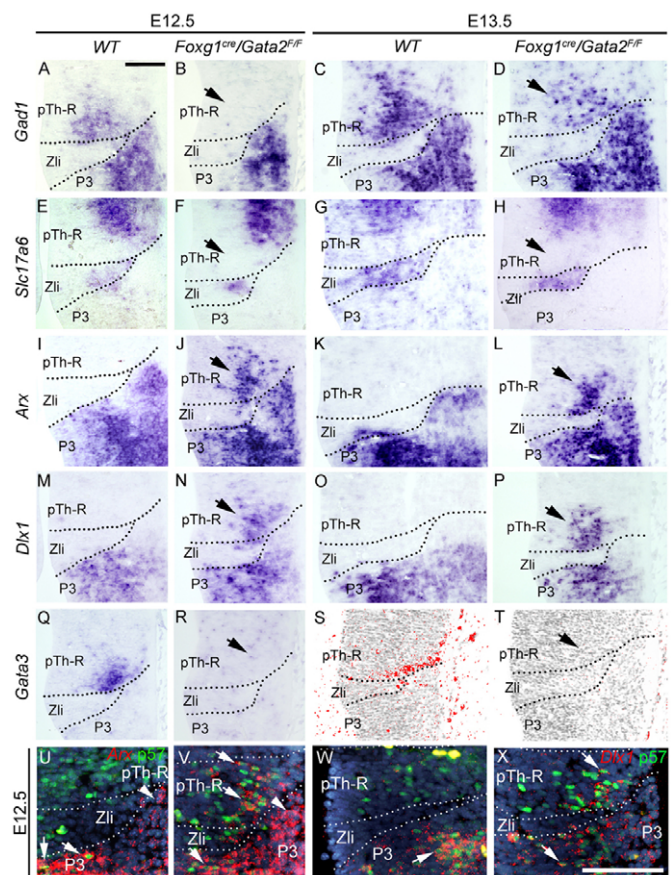 E12.5 E13.5
WT Foxg1cre/Gata2F/F WT Foxg1cre/Gata2F/F
Gad1
A B C D
pTh-R pTh-R pTh-R pTh-R
Zli Zli Zli Zli
P3 P3 P3 P3
Slc17a6
E F G H
pTh-R pTh-R pTh-R pTh-R
Zli Zli Zli Zli
P3 P3 P3 P3
Arx
I J K L
pTh-R pTh-R pTh-R pTh-R
Zli Zli Zli Zli
P3 P3 P3 P3
Dlx1
M N O P
pTh-R pTh-R pTh-R pTh-R
Zli Zli Zli Zli
P3 P3 P3 P3
Gata3
Q R S T
pTh-R pTh-R pTh-R pTh-R
Zli Zli Zli Zli
P3 P3 P3 P3
E12.5
U Arx p57 V W X Dlx1 p57
pTh-R pTh-R pTh-R pTh-R
Zli Zli Zli Zli
P3 P3 P3 P3